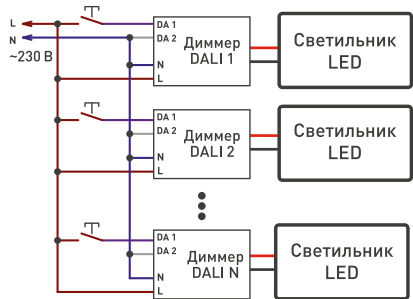 L
N
~230 В
DA 1
DA 2
N
L
Диммер
DALI 1
Светильник
LED
DA 1
DA 2
N
L
Диммер
DALI 2
Светильник
LED
DA 1
DA 2
N
L
Диммер
DALI N
Светильник
LED